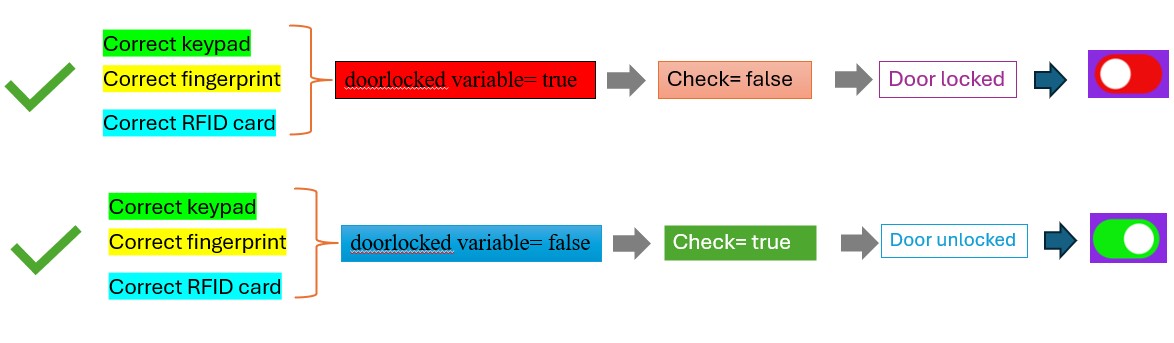 Correct keypad
Correct fingerprint
Correct RFID card
doorlocked variable= true
Check= false
Door locked
Correct keypad
Correct fingerprint
Correct RFID card
doorlocked variable= false
Check= true
Door unlocked